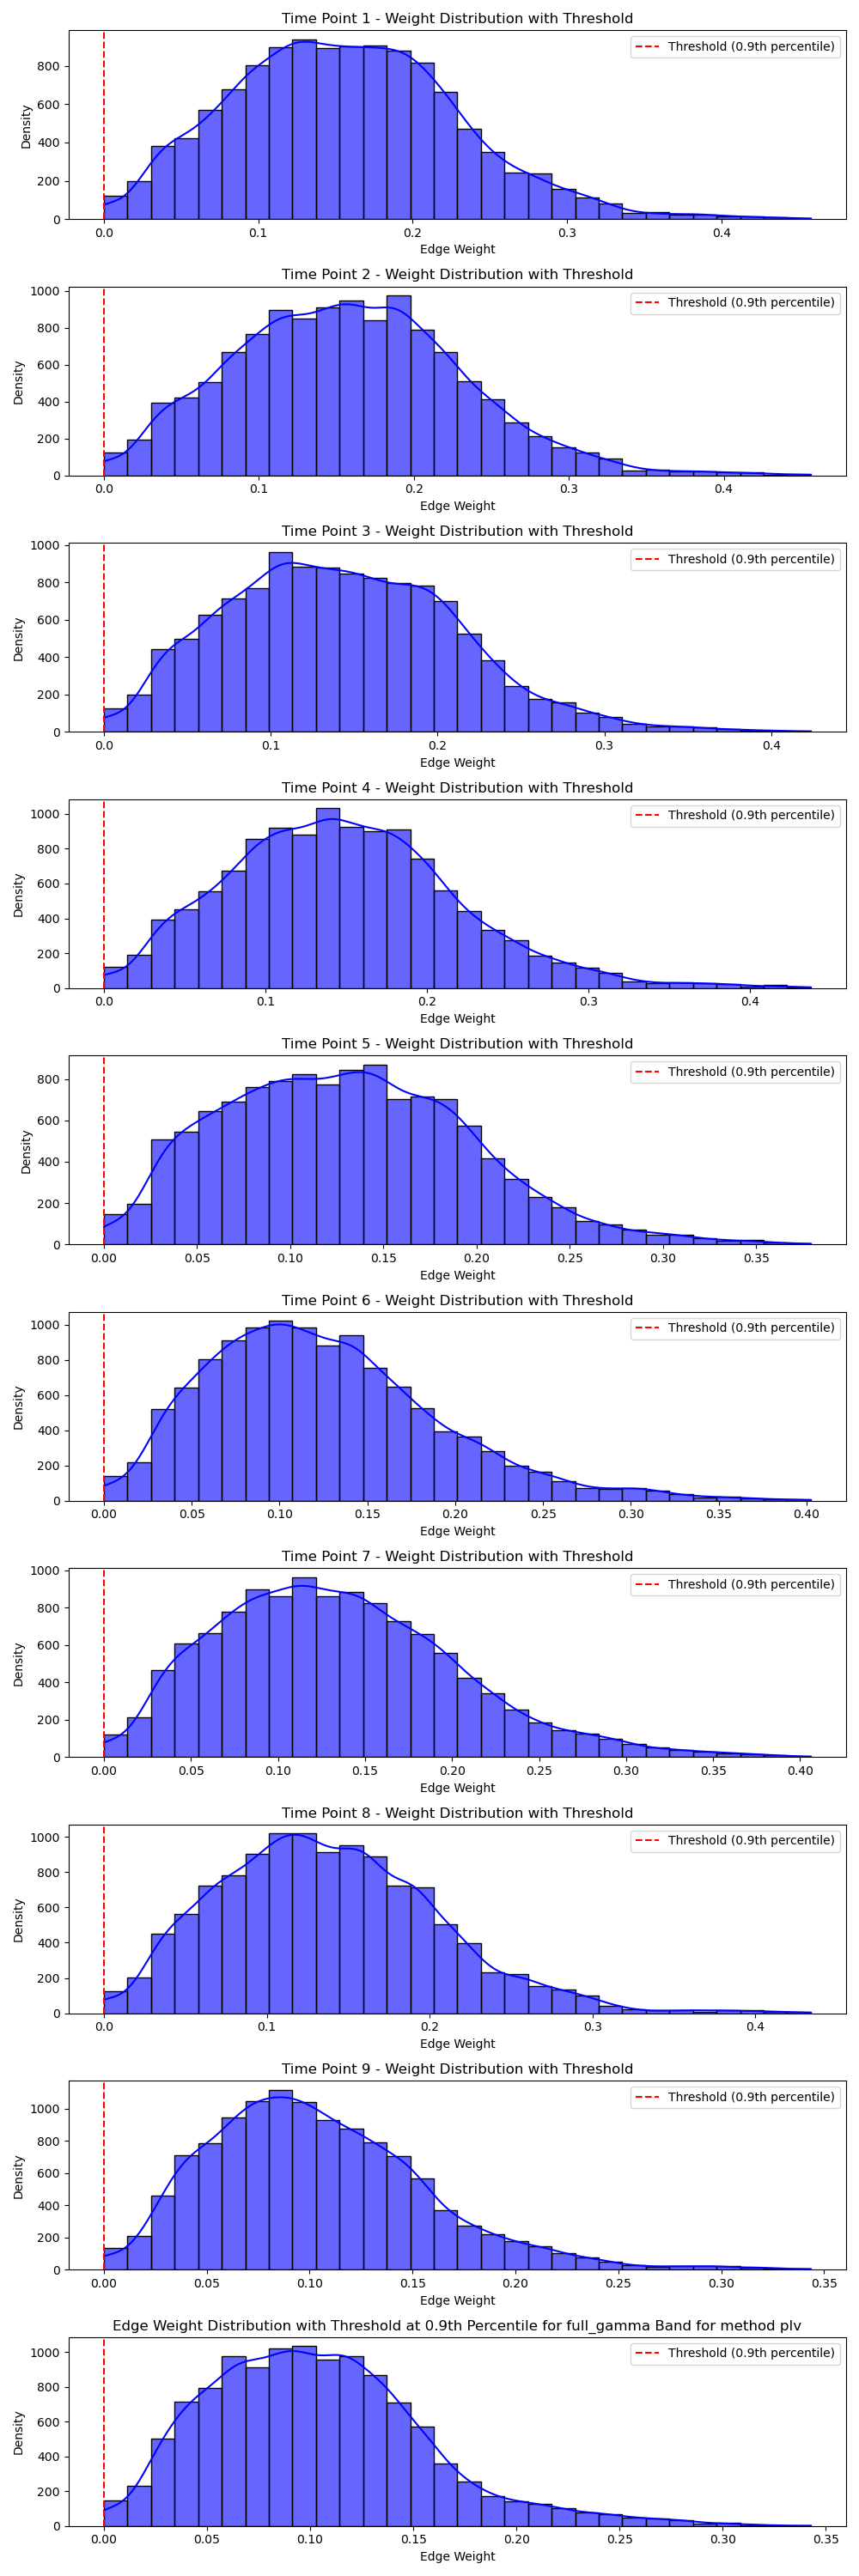 Time Point 1 - Weight Distribution with Threshold
Threshold (0.9th percentile)
Density
800
600
400
200
0
0.0 0.1 0.2 0.3 0.4
Edge Weight
Time Point 2 - Weight Distribution with Threshold
Threshold (0.9th percentile)
Density
1000
800
600
400
200
0
0.0 0.1 0.2 0.3 0.4
Edge Weight
Time Point 3 - Weight Distribution with Threshold
Threshold (0.9th percentile)
Density
1000
800
600
400
200
0
0.0 0.1 0.2 0.3 0.4
Edge Weight
Time Point 4 - Weight Distribution with Threshold
Threshold (0.9th percentile)
Density
1000
800
600
400
200
0
0.0 0.1 0.2 0.3 0.4
Edge Weight
Time Point 5 - Weight Distribution with Threshold
Threshold (0.9th percentile)
Density
800
600
400
200
0
0.00 0.05 0.10 0.15 0.20 0.25 0.30 0.35
Edge Weight
Time Point 6 - Weight Distribution with Threshold
Threshold (0.9th percentile)
Density
1000
800
600
400
200
0
0.00 0.05 0.10 0.15 0.20 0.25 0.30 0.35 0.40
Edge Weight
Time Point 7 - Weight Distribution with Threshold
Threshold (0.9th percentile)
Density
1000
800
600
400
200
0
0.00 0.05 0.10 0.15 0.20 0.25 0.30 0.35 0.40
Edge Weight
Time Point 8 - Weight Distribution with Threshold
Threshold (0.9th percentile)
Density
1000
800
600
400
200
0
0.0 0.1 0.2 0.3 0.4
Edge Weight
Time Point 9 - Weight Distribution with Threshold
Threshold (0.9th percentile)
Density
1000
800
600
400
200
0
0.00 0.05 0.10 0.15 0.20 0.25 0.30 0.35
Edge Weight
Edge Weight Distribution with Threshold at 0.9th Percentile for full_gamma Band for method plv
Threshold (0.9th percentile)
Density
1000
800
600
400
200
0
0.00 0.05 0.10 0.15 0.20 0.25 0.30 0.35
Edge Weight